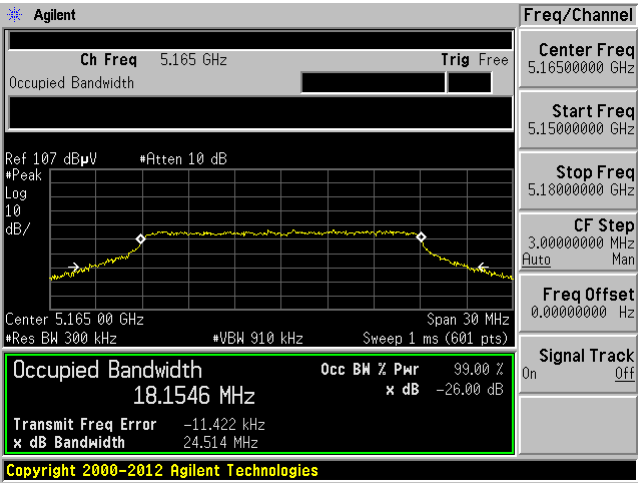 Agilent
Freq/Channel
Ch Freq 5.165 GHz Trig Free
Occupied Bandwidth
Center Freq
5.16500000 GHz
Start Freq
5.15000000 GHz
Stop Freq
5.18000000 GHz
CF Step
3.00000000 MHz
Auto Man
Freq Offset
0.00000000 Hz
Signal Track
On Off
Ref 107 dBµV #Atten 10 dB
#Peak
Log
10
dB/
Center 5.165 00 GHz Span 30 MHz
#Res BW 300 kHz #VBW 910 kHz Sweep 1 ms (601 pts)
Occupied Bandwidth
18.1546 MHz
Occ BW % Pwr 99.00 %
x dB -26.00 dB
Transmit Freq Error -11.422 kHz
x dB Bandwidth 24.514 MHz
Copyright 2000-2012 Agilent Technologies